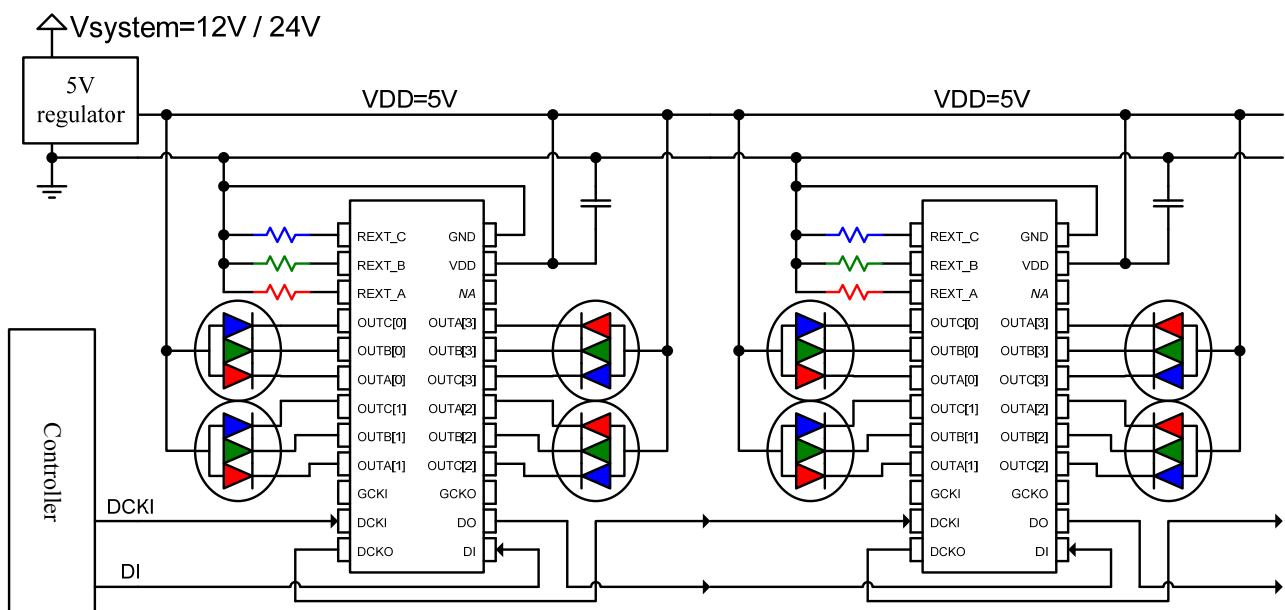 Vsystem=12V / 24V
5V
regulator
VDD=5V
VDD=5V
REXT_C GND
REXT_B VDD
REXT_A NA
OUTC[0] OUTA[3]
OUTB[0] OUTB[3]
OUTA[0] OUTC[3]
OUTC[1] OUTA[2]
OUTB[1] OUTB[2]
OUTA[1] OUTC[2]
GCKI GCKO
DCKI DO
DCKO DI
REXT_C GND
REXT_B VDD
REXT_A NA
OUTC[0] OUTA[3]
OUTB[0] OUTB[3]
OUTA[0] OUTC[3]
OUTC[1] OUTA[2]
OUTB[1] OUTB[2]
OUTA[1] OUTC[2]
GCKI GCKO
DCKI DO
DCKO DI
Controller
DCKI
DI